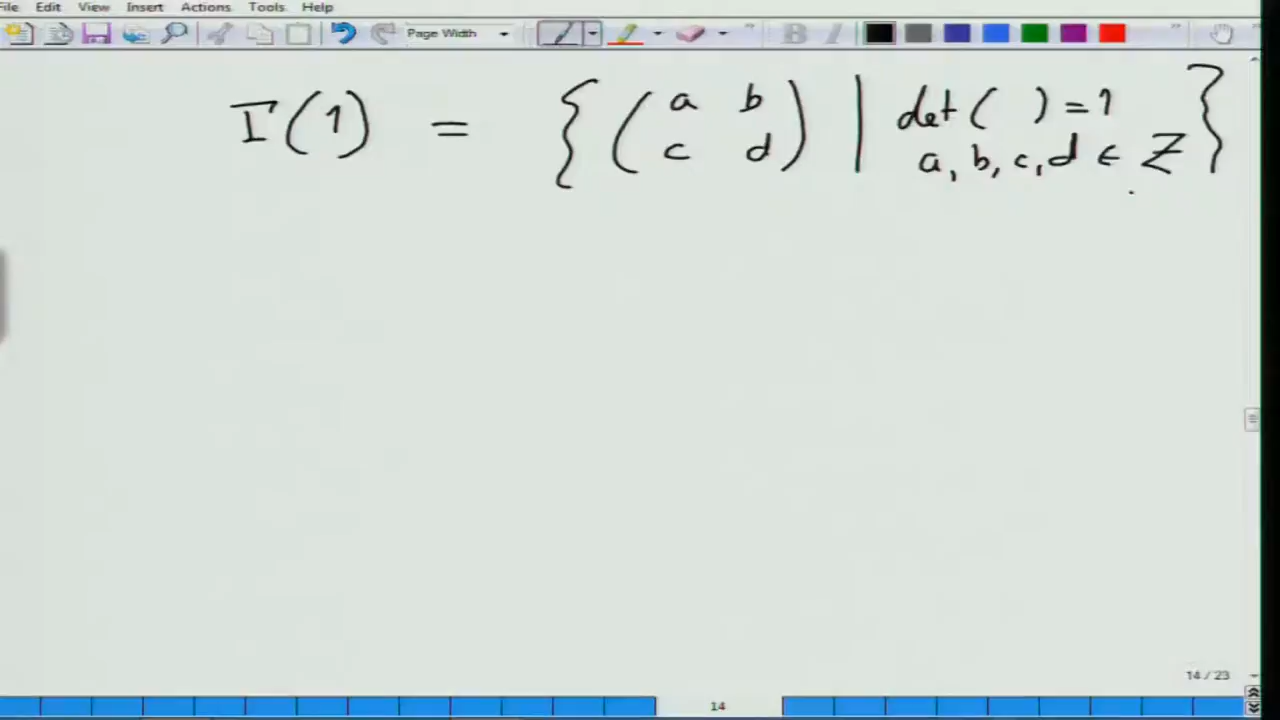 File Edit View Insert Actions Tools Help
Page Width
B I
Γ(1) = { ( a b | det( ) = 1 }
c d ) a, b, c, d ∈ Z
14 / 23
14